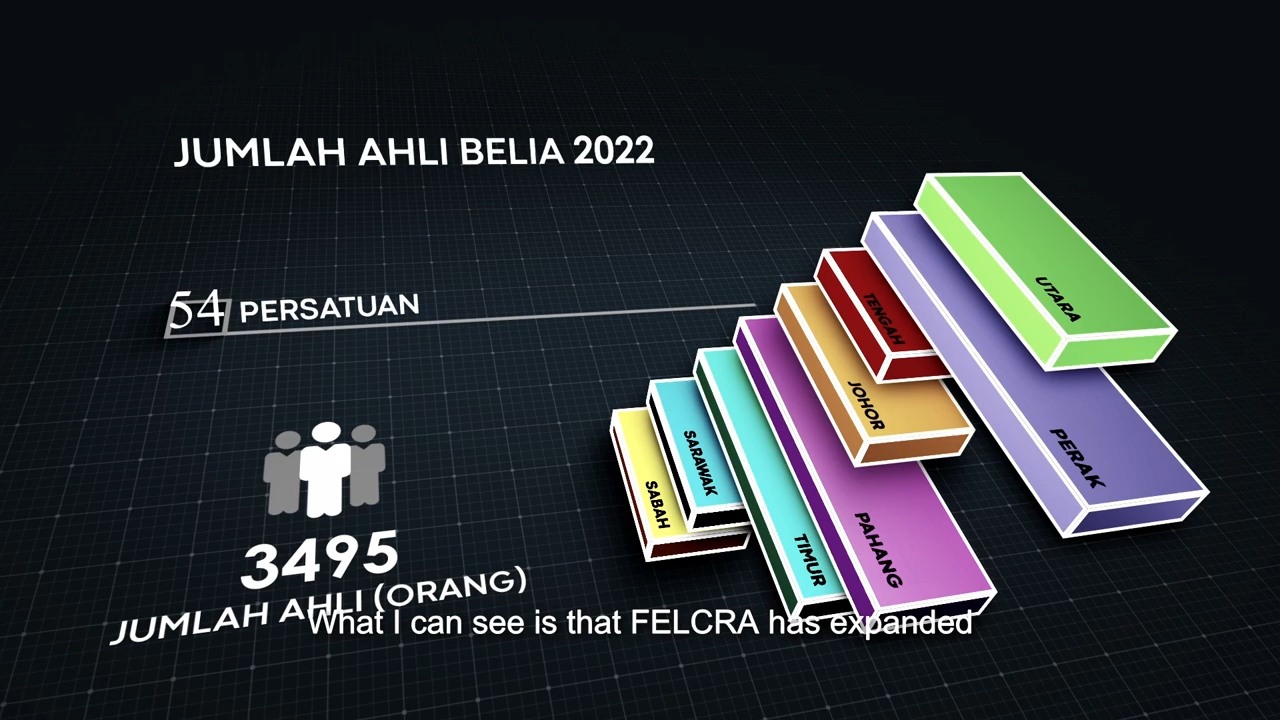 JUMLAH AHLI BELIA 2022
54 PERSATUAN
3495
JUMLAH AHLI (ORANG)
UTARA
PERAK
TENGAH
JOHOR
PAHANG
TIMUR
SARAWAK
SABAH
What I can see is that FELCRA has expanded